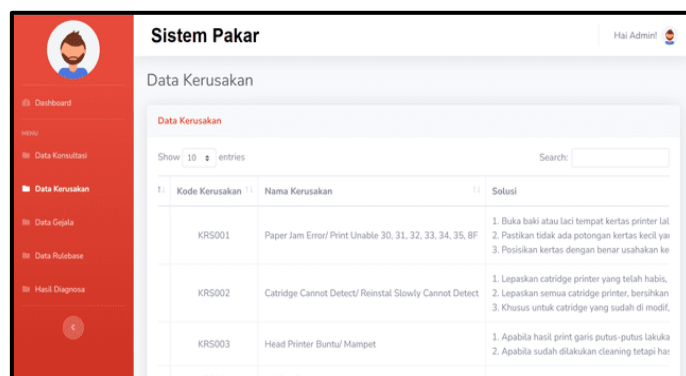 Sistem Pakar
Hai Admin!
Data Kerusakan
Dashboard
MENU
Data Konsultasi
Data Kerusakan
Data Gejala
Data Rulebase
Hasil Diagnosa
Data Kerusakan
Show 10 entries
Search:
Kode Kerusakan Nama Kerusakan Solusi
KRS001 Paper Jam Error/ Print Unable 30, 31, 32, 33, 34, 35, 8F
1. Buka baki atau laci tempat kertas printer lal
2. Pastikan tidak ada potongan kertas kecil yan
3. Posisikan kertas dengan benar usahakan ke
KRS002 Catridge Cannot Detect/ Reinstal Slowly Cannot Detect
1. Lepaskan catridge printer yang telah habis,
2. Lepaskan semua catridge printer, bersihkan
3. Khusus untuk catridge yang sudah di modif,
KRS003 Head Printer Buntu/ Mampet
1. Apabila hasil print garis putus-putus lakuka
2. Apabila sudah dilakukan cleaning tetapi has